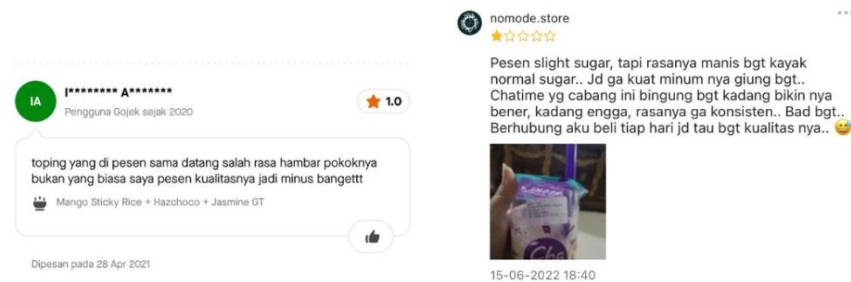 IA
I******** A*******
Pengguna Gojek sejak 2020
1.0
toping yang di pesen sama datang salah rasa hambar pokoknya
bukan yang biasa saya pesen kualitasnya jadi minus bangettt
Mango Sticky Rice + Hazchoco + Jasmine GT
Dipesan pada 28 Apr 2021
nomode.store
Pesen slight sugar, tapi rasanya manis bgt kayak
normal sugar.. Jd ga kuat minum nya giung bgt..
Chatime yg cabang ini bingung bgt kadang bikin nya
bener, kadang engga, rasanya ga konsisten.. Bad bgt..
Berhubung aku beli tiap hari jd tau bgt kualitas nya.. 😅
Cha
15-06-2022 18:40